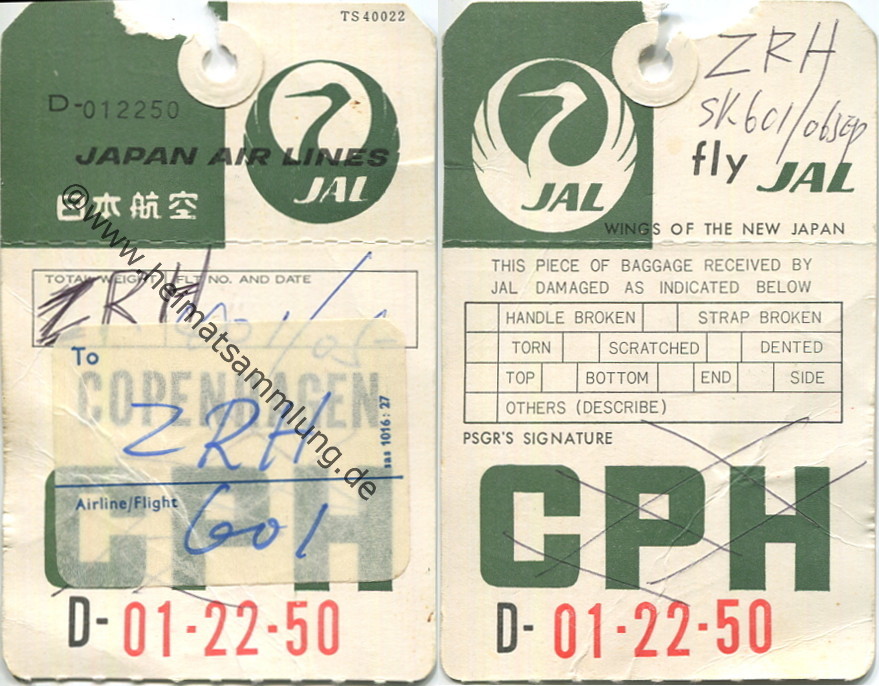 TS40022
D-012250
JAPAN AIR LINES
JAL
日本航空
©www.heimatsammlung.de
TOTAL WEIGHT FLT NO. AND DATE
ZRH 601/05-
To
COPENHAGEN
ZRH
sas 1016:27
Airline/Flight
601
CPH
D-01-22-50
ZRH
SK601/06SEP
JAL
fly JAL
WINGS OF THE NEW JAPAN
THIS PIECE OF BAGGAGE RECEIVED BY
JAL DAMAGED AS INDICATED BELOW
HANDLE BROKEN STRAP BROKEN
TORN SCRATCHED DENTED
TOP BOTTOM END SIDE
OTHERS (DESCRIBE)
PSGR'S SIGNATURE
CPH
D-01-22-50